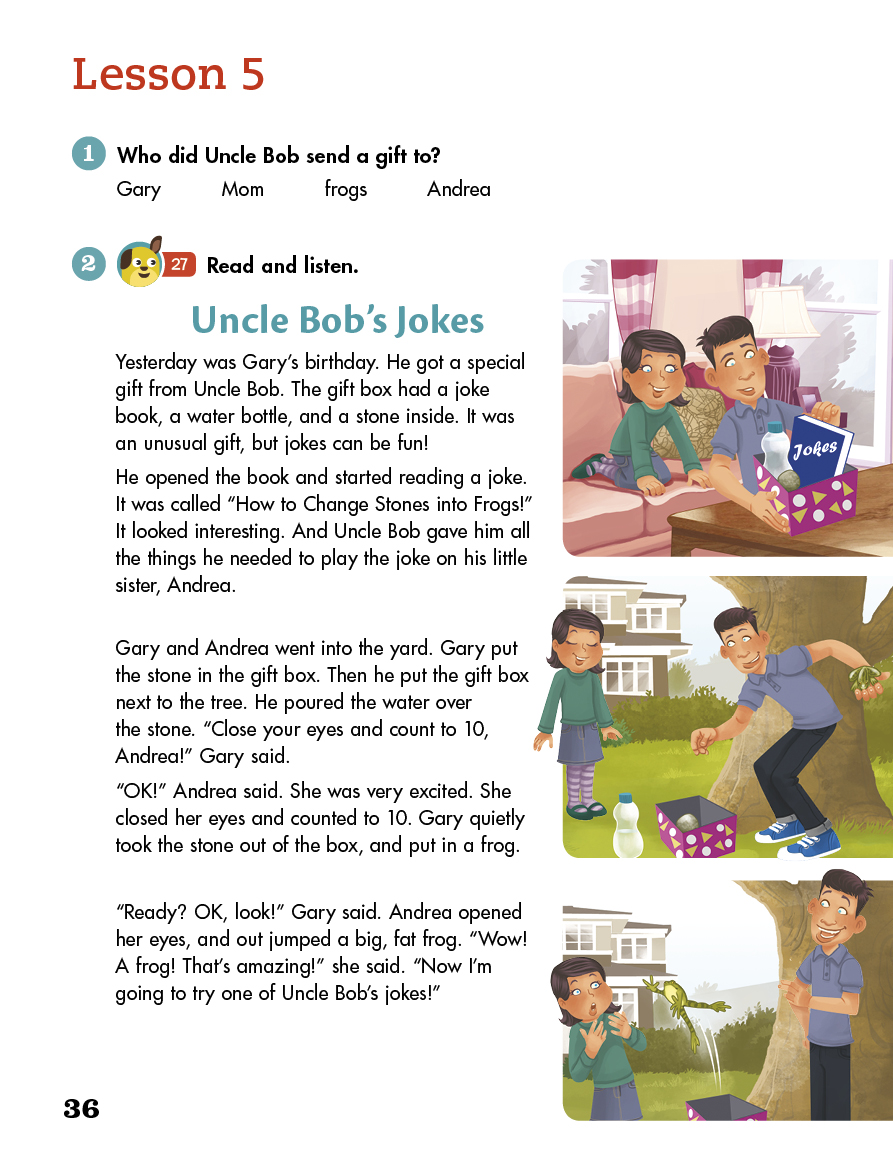 Lesson 5
1 Who did Uncle Bob send a gift to?
Gary Mom frogs Andrea
2 27 Read and listen.
Uncle Bob’s Jokes
Yesterday was Gary’s birthday. He got a special
gift from Uncle Bob. The gift box had a joke
book, a water bottle, and a stone inside. It was
an unusual gift, but jokes can be fun!
He opened the book and started reading a joke.
It was called “How to Change Stones into Frogs!”
It looked interesting. And Uncle Bob gave him all
the things he needed to play the joke on his little
sister, Andrea.
Jokes
Gary and Andrea went into the yard. Gary put
the stone in the gift box. Then he put the gift box
next to the tree. He poured the water over
the stone. “Close your eyes and count to 10,
Andrea!” Gary said.
“OK!” Andrea said. She was very excited. She
closed her eyes and counted to 10. Gary quietly
took the stone out of the box, and put in a frog.
“Ready? OK, look!” Gary said. Andrea opened
her eyes, and out jumped a big, fat frog. “Wow!
A frog! That’s amazing!” she said. “Now I’m
going to try one of Uncle Bob’s jokes!”
36